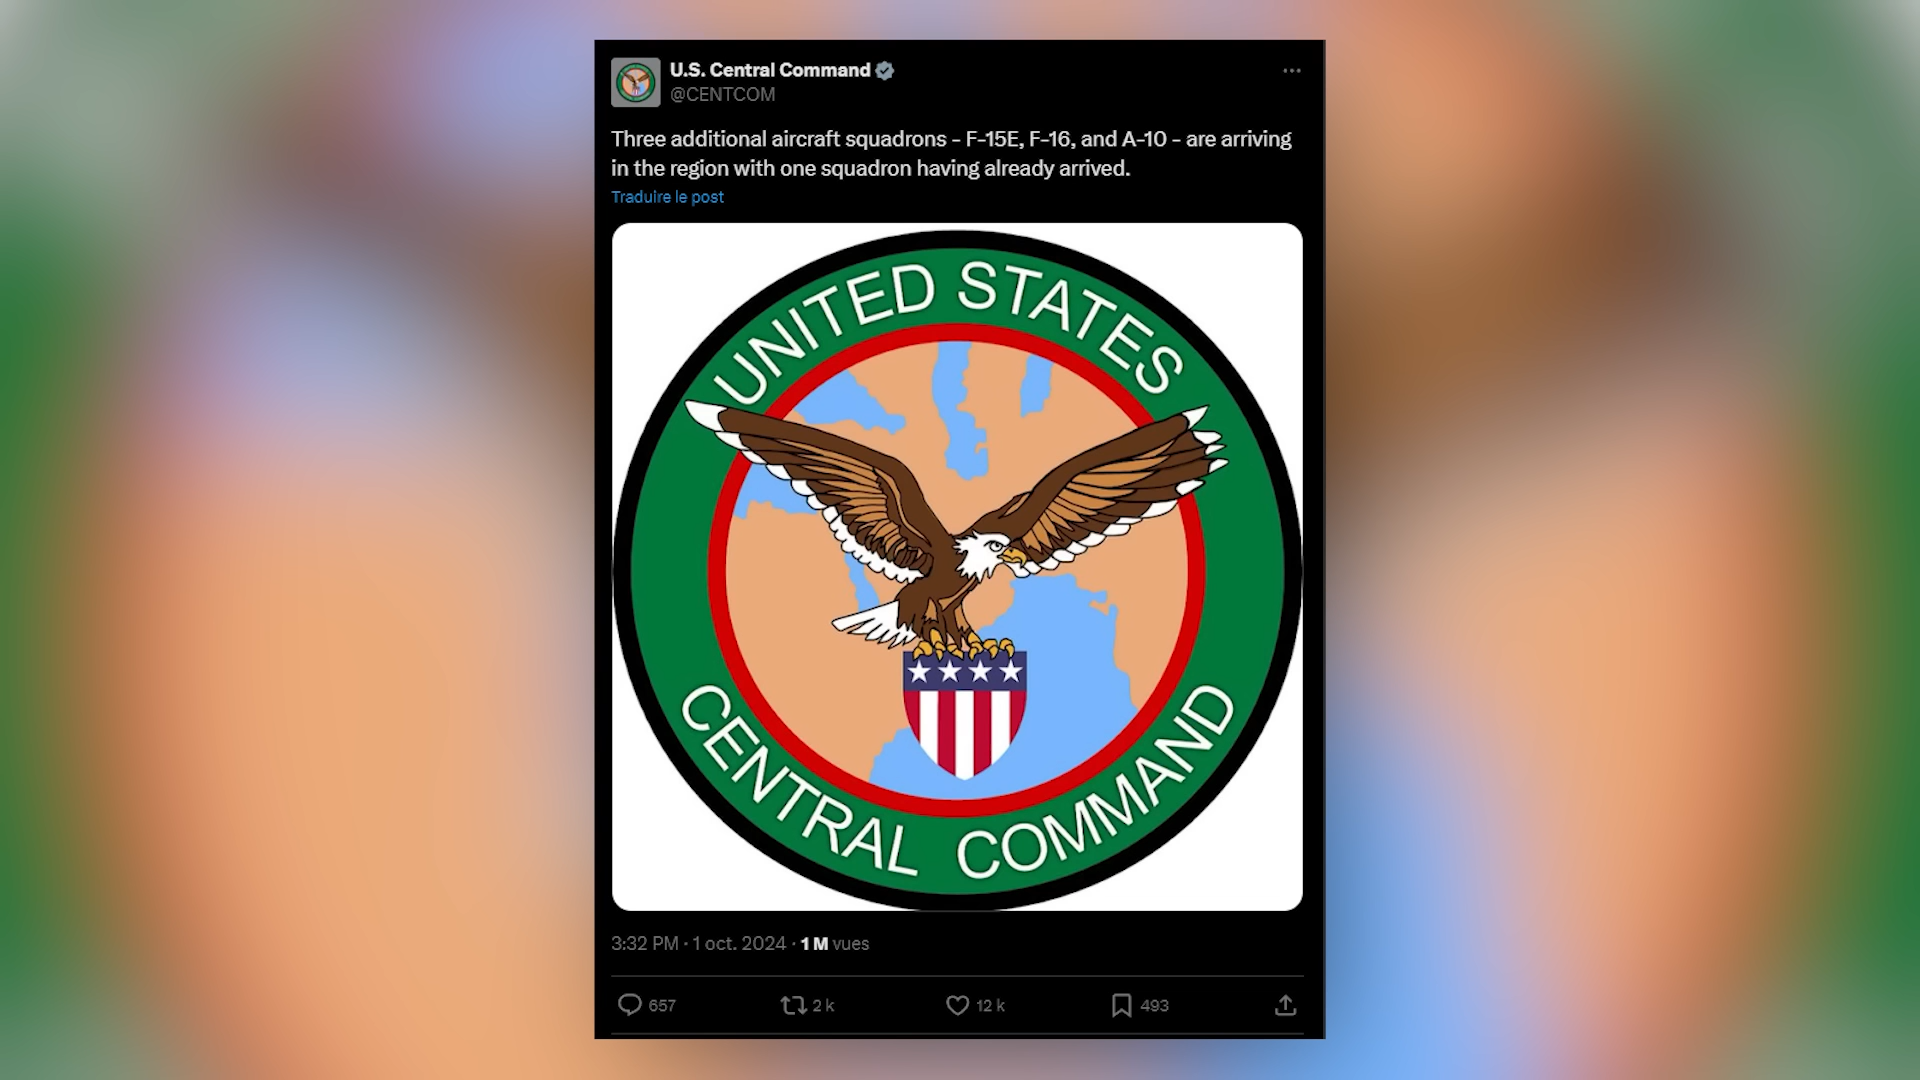 U.S. Central Command
@CENTCOM
Three additional aircraft squadrons - F-15E, F-16, and A-10 - are arriving
in the region with one squadron having already arrived.
Traduire le post
UNITED STATES
CENTRAL COMMAND
3:32 PM · 1 oct. 2024 · 1 M vues
657 2 k 12 k 493